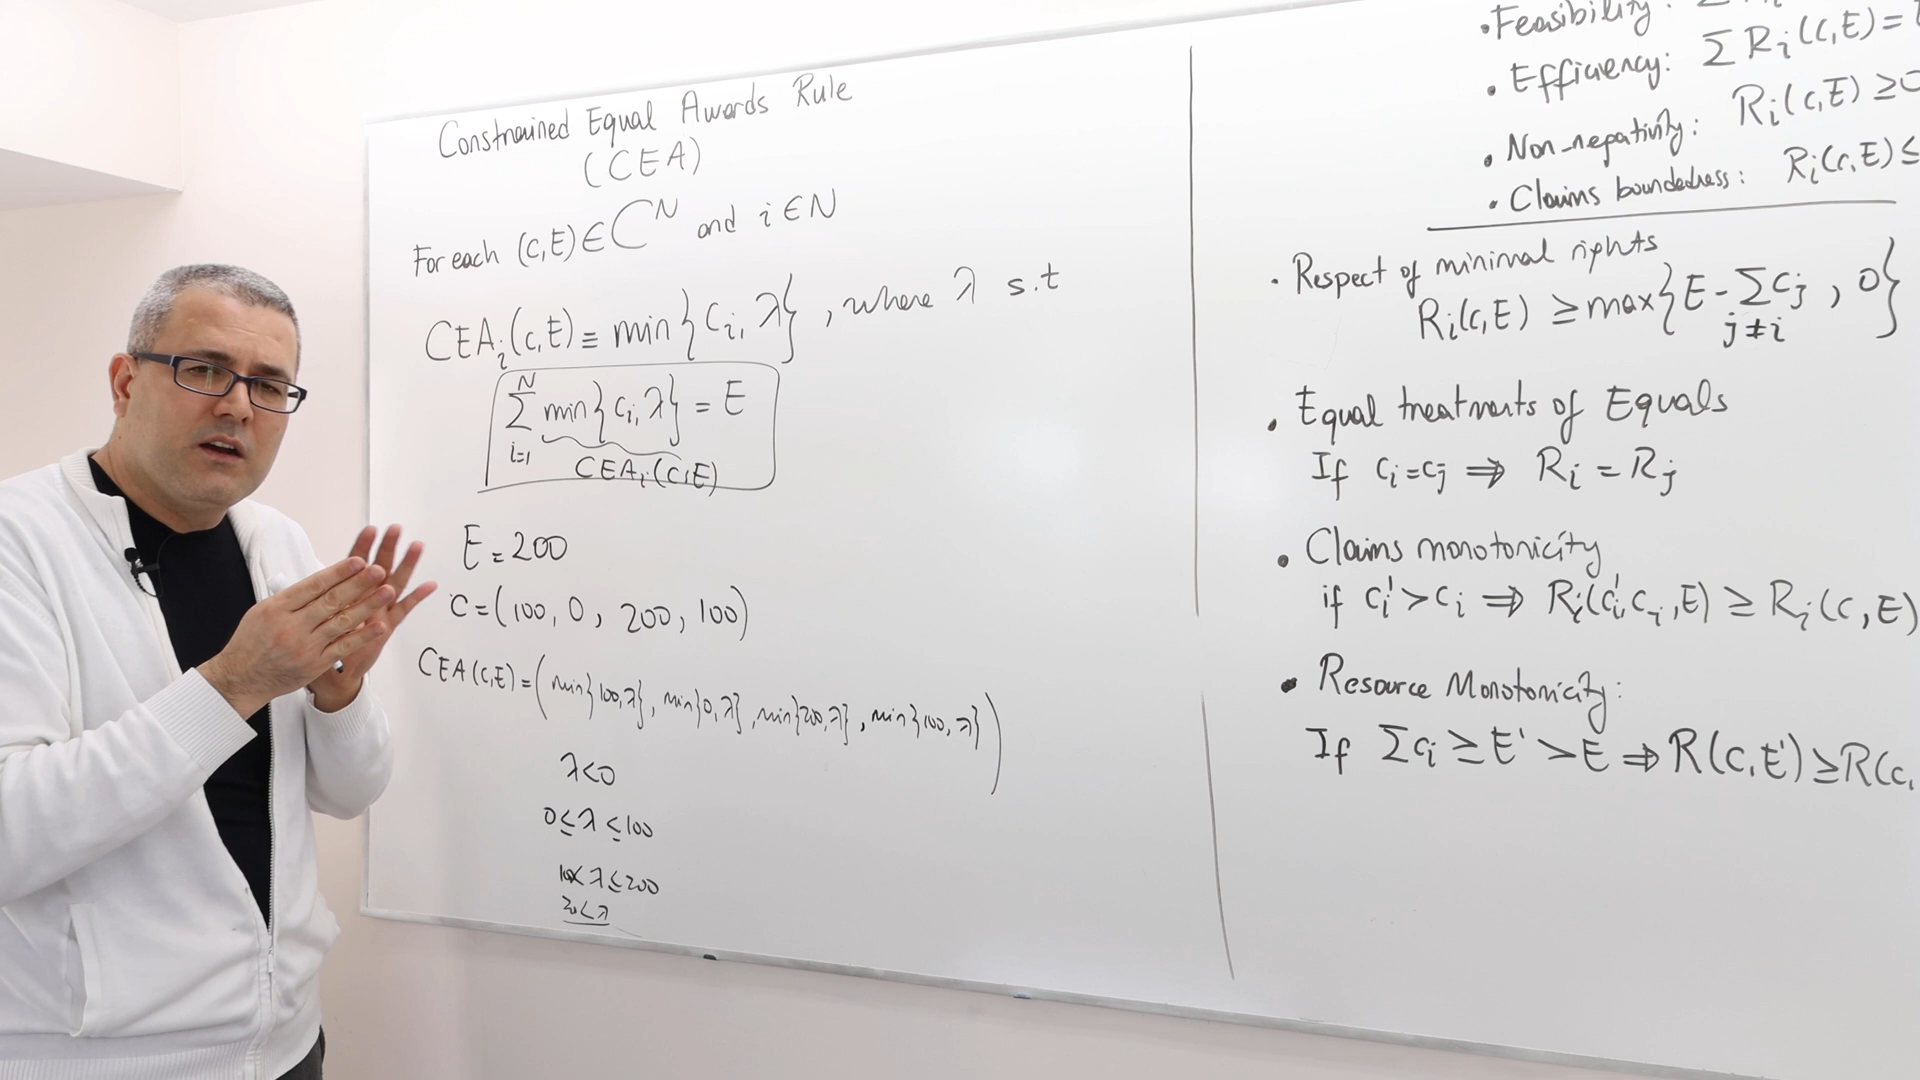 Constrained Equal Awards Rule
(CEA)
For each (c,E)∈C^N and i∈N
CEA_i(c,E) ≡ min{c_i, λ}, where λ s.t
∑_{i=1}^{N} min{c_i, λ} = E
CEA_i(c,E)
E = 200
C = (100, 0, 200, 100)
CEA(c,E) = (min{100,λ}, min{0,λ}, min{200,λ}, min{100,λ})
λ<0
0≤λ≤100
100<λ≤200
200<λ
• Feasibility:
• Efficiency: ∑R_i(c,E) =
• Non-negativity: R_i(c,E) ≥0
• Claims boundedness: R_i(c,E) ≤
• Respect of minimal rights
R_i(c,E) ≥ max{E - ∑_{j≠i} c_j, 0}
• Equal treatments of Equals
If c_i = c_j ⇒ R_i = R_j
• Claims monotonicity
if c_i' > c_i ⇒ R_i(c_i', c_-i, E) ≥ R_i(c, E)
• Resource Monotonicity:
If ∑c_i ≥ E' > E ⇒ R(c,E') ≥ R(c,